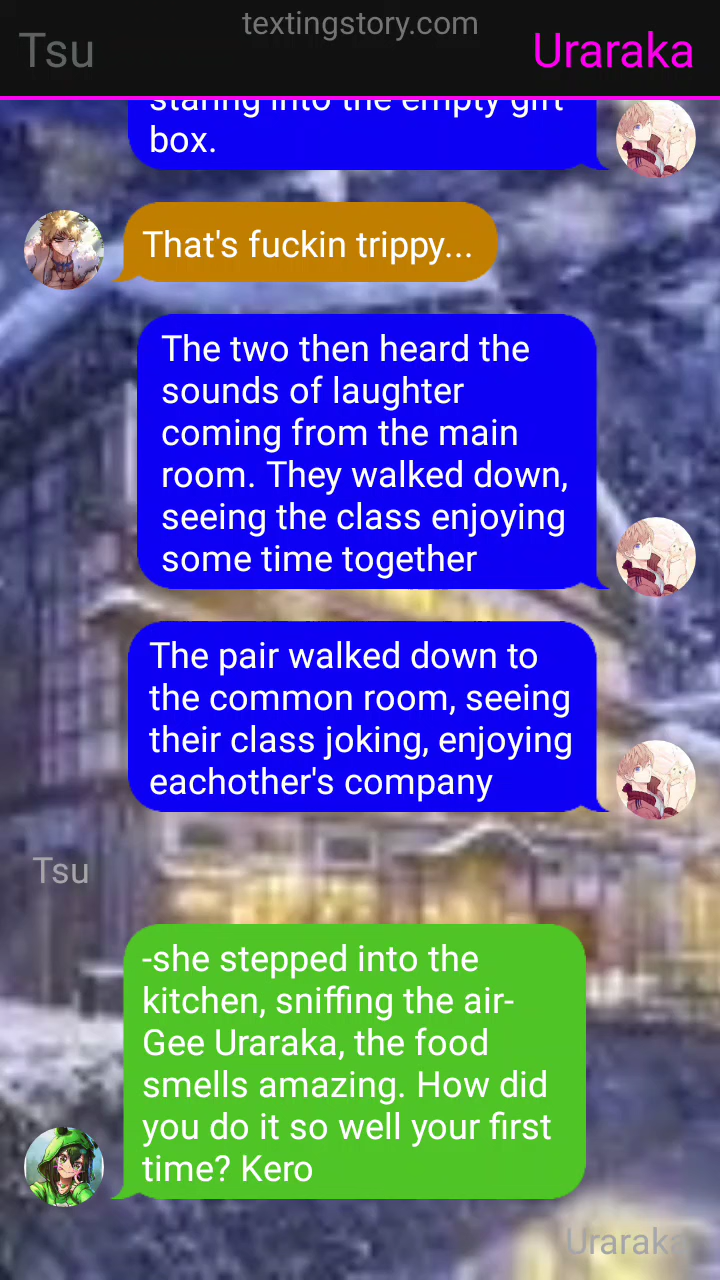 textingstory.com
Tsu
Uraraka
staring into the empty gift
box.
That's fuckin trippy...
The two then heard the
sounds of laughter
coming from the main
room. They walked down,
seeing the class enjoying
some time together
The pair walked down to
the common room, seeing
their class joking, enjoying
eachother's company
Tsu
-she stepped into the
kitchen, sniffing the air-
Gee Uraraka, the food
smells amazing. How did
you do it so well your first
time? Kero
Uraraka